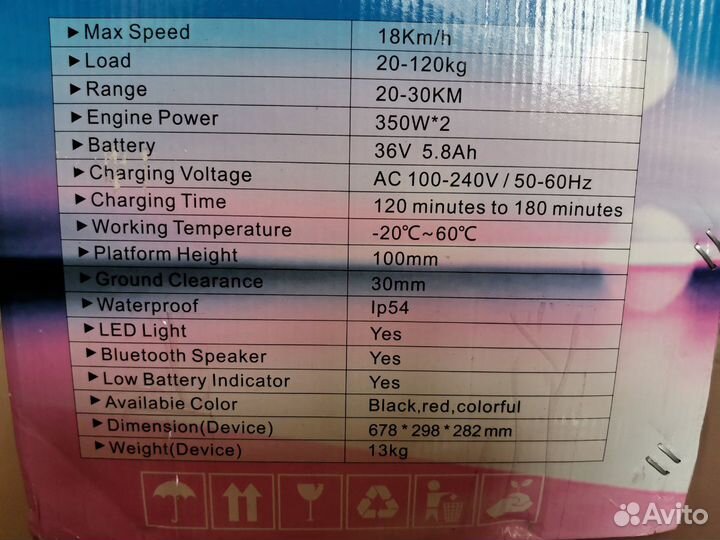 ▶Max Speed 18Km/h
▶Load 20-120kg
▶Range 20-30KM
▶Engine Power 350W*2
▶Battery 36V 5.8Ah
▶Charging Voltage AC 100-240V / 50-60Hz
▶Charging Time 120 minutes to 180 minutes
▶Working Temperature -20℃~60℃
▶Platform Height 100mm
▶Ground Clearance 30mm
▶Waterproof Ip54
▶LED Light Yes
▶Bluetooth Speaker Yes
▶Low Battery Indicator Yes
▶Available Color Black,red,colorful
▶Dimension(Device) 678*298*282mm
▶Weight(Device) 13kg
Avito